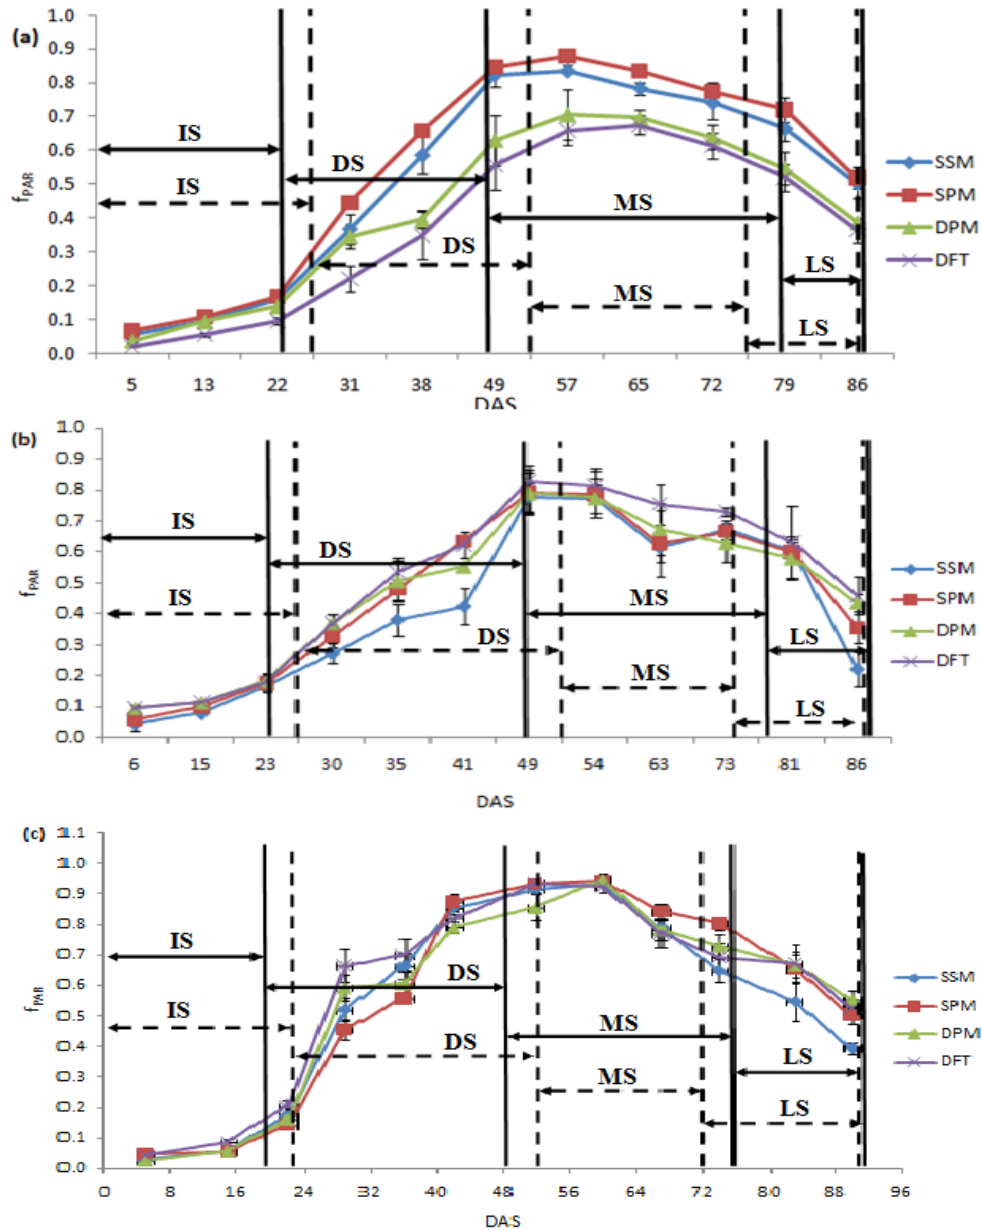 (a)
1.0
0.9
0.8
0.7
0.6
0.5
0.4
0.3
0.2
0.1
0.0
fPAR
IS
IS
DS
DS
MS
MS
LS
LS
SSM
SPM
DPM
DFT
5 13 22 31 38 49 57 65 72 79 86
DAS
(b)
1.0
0.9
0.8
0.7
0.6
0.5
0.4
0.3
0.2
0.1
0.0
fPAR
IS
IS
DS
DS
MS
MS
LS
LS
SSM
SPM
DPM
DFT
6 15 23 30 35 41 49 54 63 73 81 86
DAS
(c)
1.1
1.0
0.9
0.8
0.7
0.6
0.5
0.4
0.3
0.2
0.1
0.0
fPAR
IS
IS
DS
DS
MS
MS
LS
LS
SSM
SPM
DPM
DFT
0 8 16 24 32 40 48 56 64 72 80 88 96
DAS